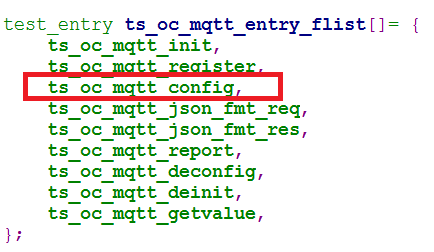 test_entry ts_oc_mqtt_entry_flist[]= {
ts_oc_mqtt_init,
ts_oc_mqtt_register,
ts_oc_mqtt_config,
ts_oc_mqtt_json_fmt_req,
ts_oc_mqtt_json_fmt_res,
ts_oc_mqtt_report,
ts_oc_mqtt_deconfig,
ts_oc_mqtt_deinit,
ts_oc_mqtt_getvalue,
};